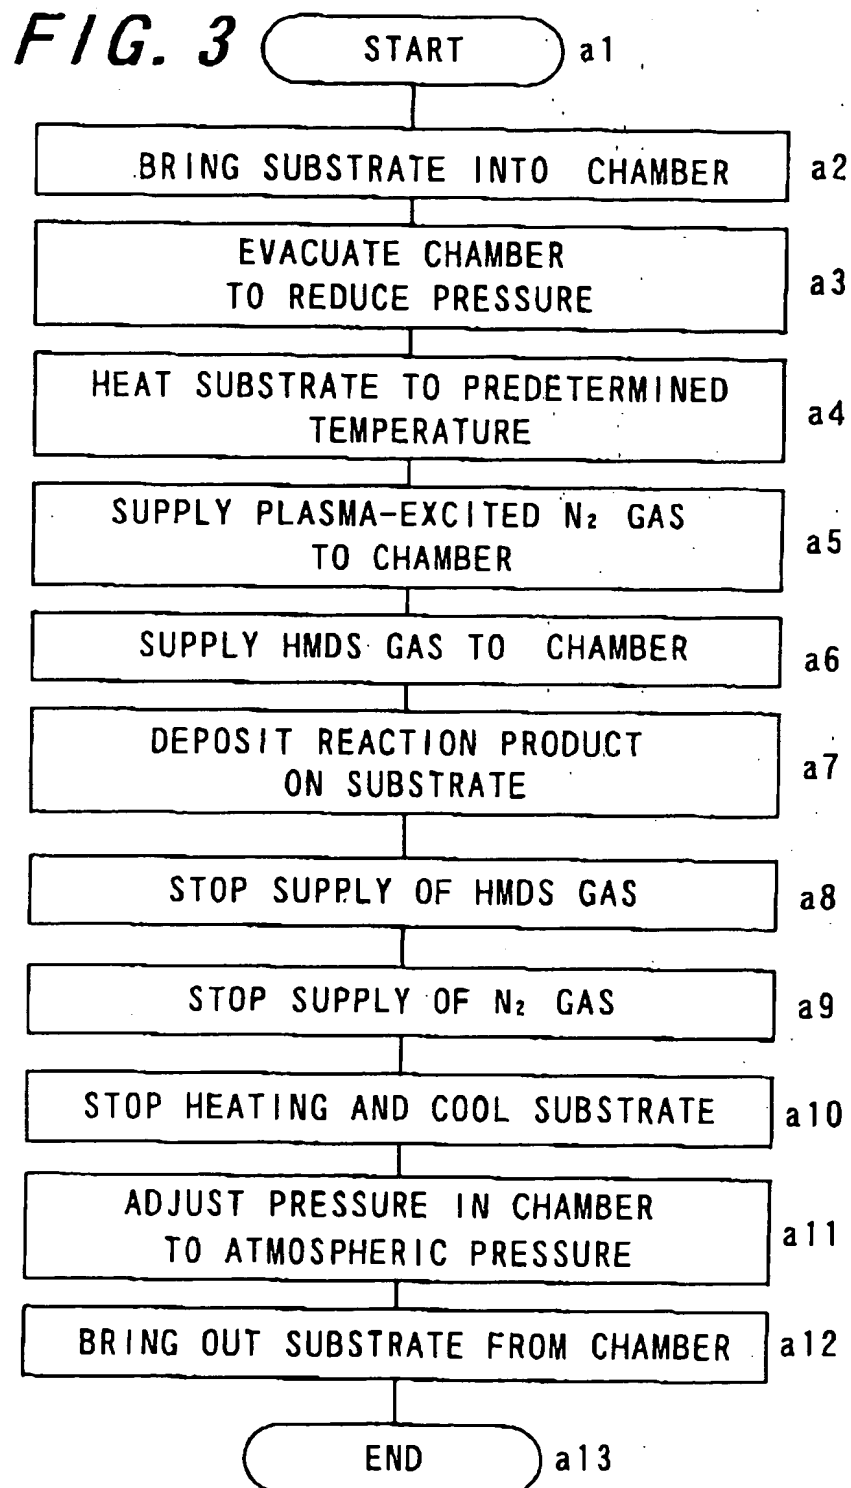 FIG. 3
START a1
BRING SUBSTRATE INTO CHAMBER a2
EVACUATE CHAMBER
TO REDUCE PRESSURE a3
HEAT SUBSTRATE TO PREDETERMINED
TEMPERATURE a4
SUPPLY PLASMA-EXCITED N₂ GAS
TO CHAMBER a5
SUPPLY HMDS GAS TO CHAMBER a6
DEPOSIT REACTION PRODUCT
ON SUBSTRATE a7
STOP SUPPLY OF HMDS GAS a8
STOP SUPPLY OF N₂ GAS a9
STOP HEATING AND COOL SUBSTRATE a10
ADJUST PRESSURE IN CHAMBER
TO ATMOSPHERIC PRESSURE a11
BRING OUT SUBSTRATE FROM CHAMBER a12
END a13